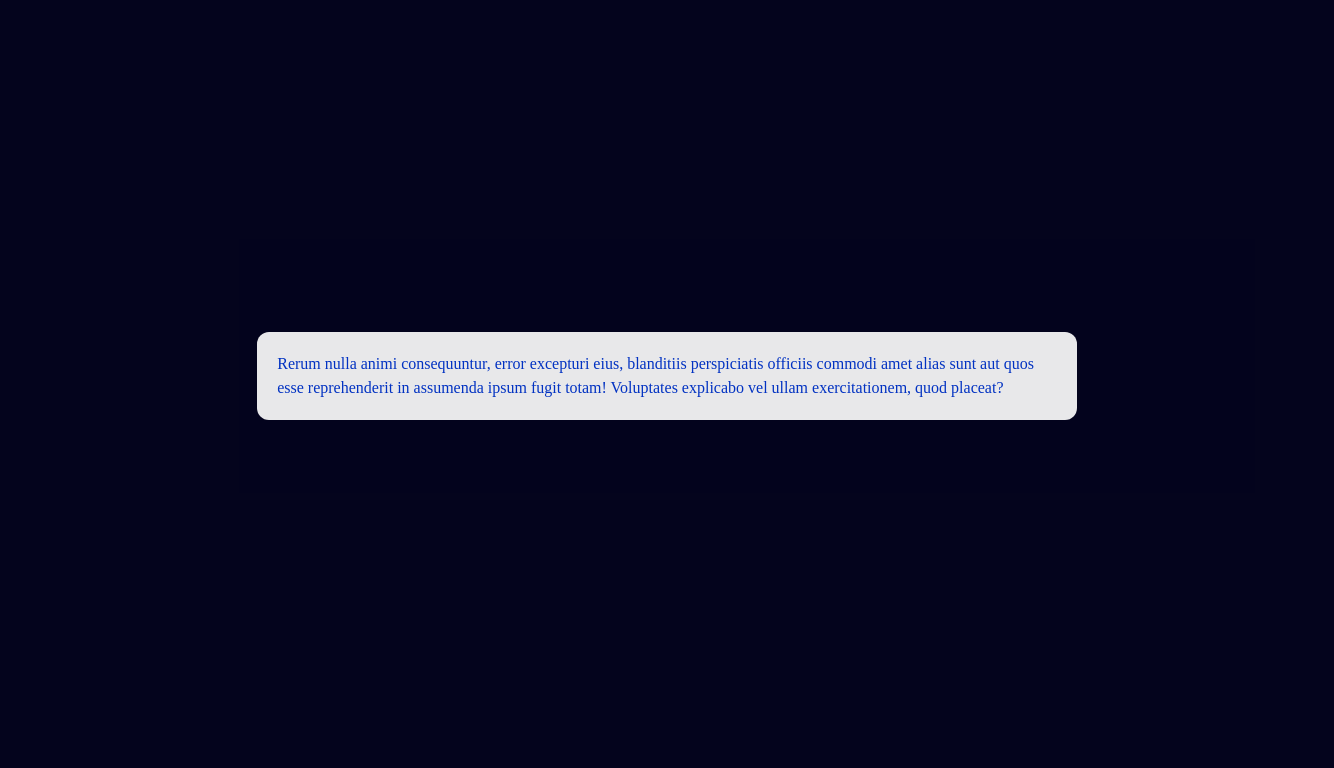 Rerum nulla animi consequuntur, error excepturi eius, blanditiis perspiciatis officiis commodi amet alias sunt aut quos
esse reprehenderit in assumenda ipsum fugit totam! Voluptates explicabo vel ullam exercitationem, quod placeat?